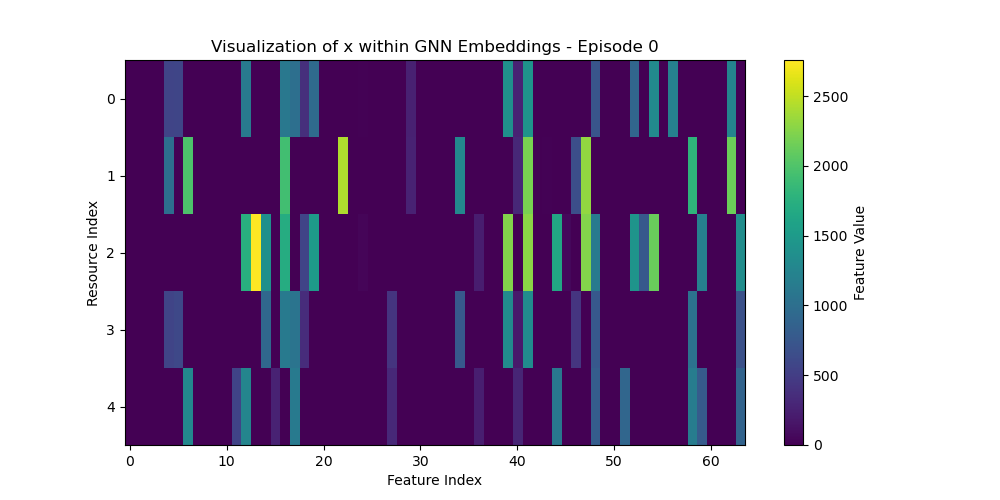 Visualization of x within GNN Embeddings - Episode 0
Resource Index
0
1
2
3
4
0 10 20 30 40 50 60
Feature Index
2500
2000
1500
1000
500
0
Feature Value